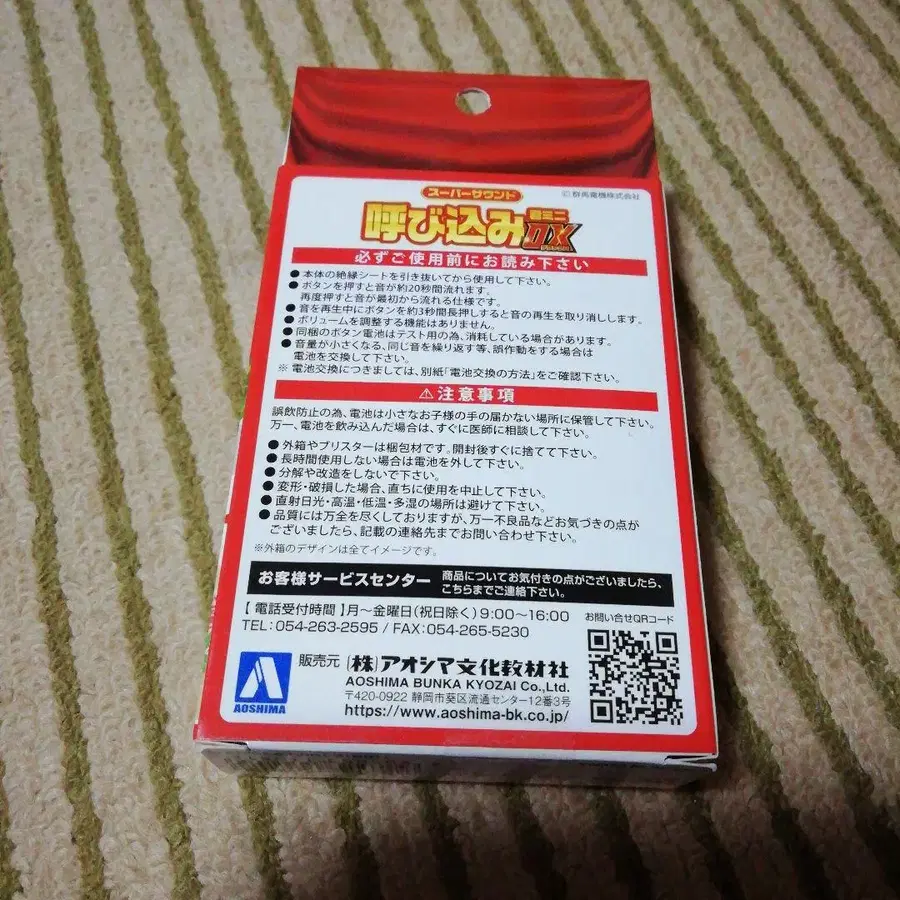 スーパーサウンド
©群馬電機株式会社
呼び込み君ミニDX
必ずご使用前にお読み下さい
● 本体の絶縁シートを引き抜いてから使用して下さい。
● ボタンを押すと音が約20秒間流れます。
再度押すと音が最初から流れる仕様です。
● 音を再生中にボタンを約3秒間長押しすると音の再生を取り消しします。
● ボリュームを調整する機能はありません。
● 同梱のボタン電池はテスト用の為、消耗している場合があります。
● 音量が小さくなる、同じ音を繰り返す等、誤作動をする場合は
電池を交換して下さい。
※ 電池交換につきましては、別紙「電池交換の方法」をご確認下さい。
⚠注意事項
誤飲防止の為、電池は小さなお子様の手の届かない場所に保管して下さい。
万一、電池を飲み込んだ場合は、すぐに医師に相談して下さい。
● 外箱やブリスターは梱包材です。開封後すぐに捨てて下さい。
● 長時間使用しない場合は電池を外して下さい。
● 分解や改造をしないで下さい。
● 変形・破損した場合、直ちに使用を中止して下さい。
● 直射日光・高温・低温・多湿の場所は避けて下さい。
● 品質には万全を尽くしておりますが、万一不良品などお気づきの点が
ございましたら、記載の連絡先までお問い合わせ下さい。
※外箱のデザインは全てイメージです。
お客様サービスセンター 商品についてお気付きの点がございましたら、
こちらまでご連絡下さい。
【 電話受付時間 】月～金曜日(祝日除く) 9:00～16:00
お問い合せQRコード
TEL:054-263-2595 / FAX:054-265-5230
AOSHIMA
販売元 (株)アオシマ文化教材社
AOSHIMA BUNKA KYOZAI Co.,Ltd.
〒420-0922 静岡市葵区流通センター12番3号
https://www.aoshima-bk.co.jp/